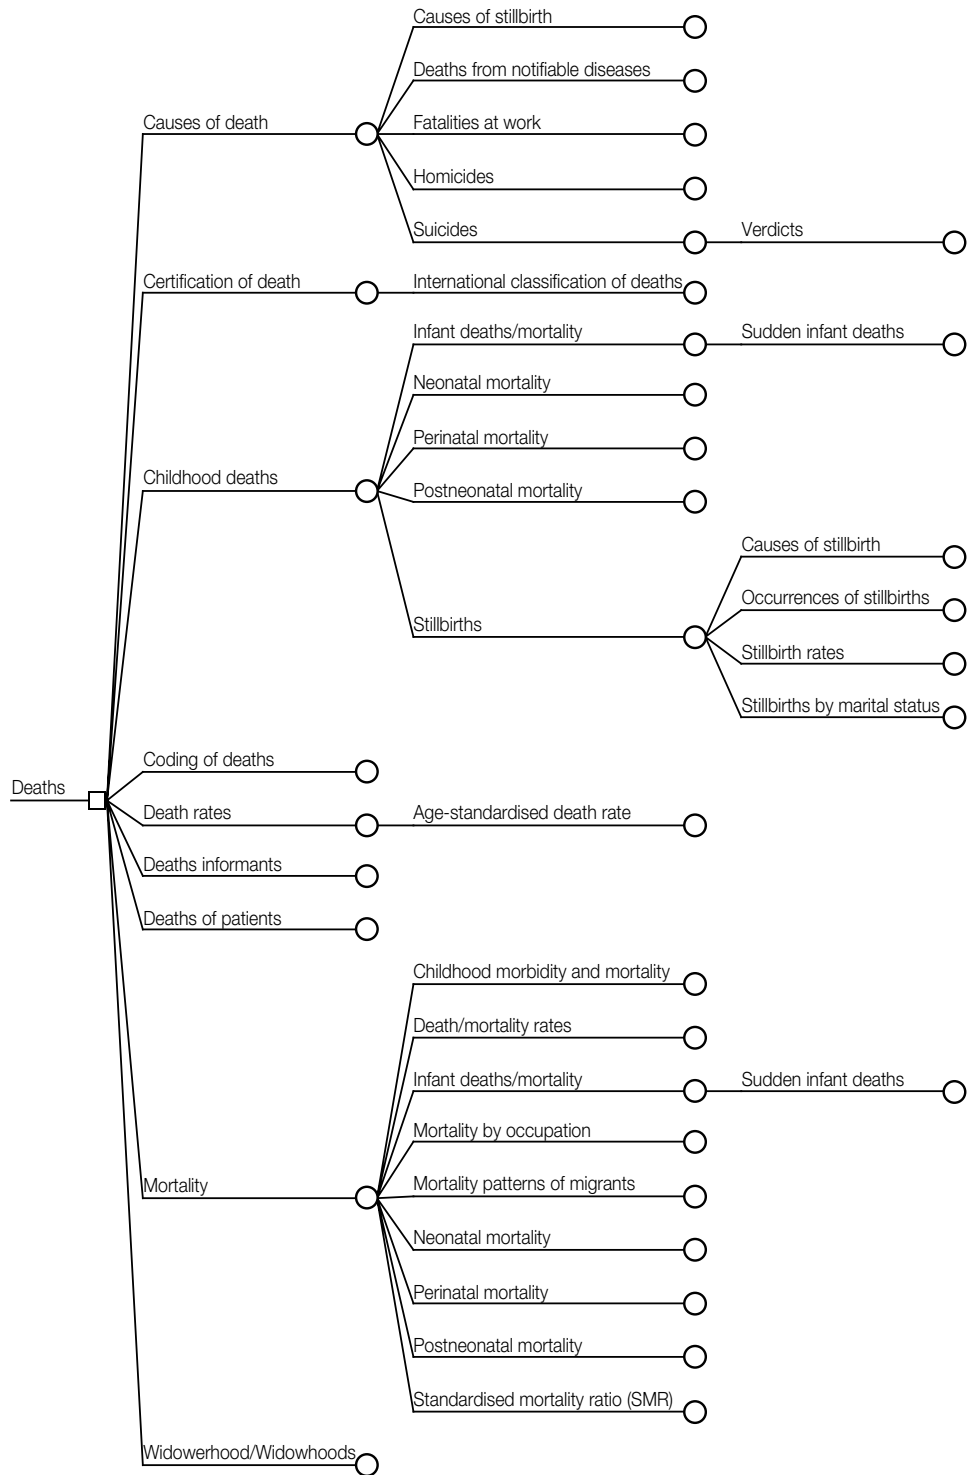 Causes of stillbirth
Deaths from notifiable diseases
Causes of death
Fatalities at work
Homicides
Suicides
Verdicts
Certification of death
International classification of deaths
Infant deaths/mortality
Sudden infant deaths
Neonatal mortality
Perinatal mortality
Childhood deaths
Postneonatal mortality
Causes of stillbirth
Occurrences of stillbirths
Stillbirths
Stillbirth rates
Stillbirths by marital status
Coding of deaths
Deaths
Death rates
Age-standardised death rate
Deaths informants
Deaths of patients
Childhood morbidity and mortality
Death/mortality rates
Infant deaths/mortality
Sudden infant deaths
Mortality by occupation
Mortality
Mortality patterns of migrants
Neonatal mortality
Perinatal mortality
Postneonatal mortality
Standardised mortality ratio (SMR)
Widowerhood/Widowhoods